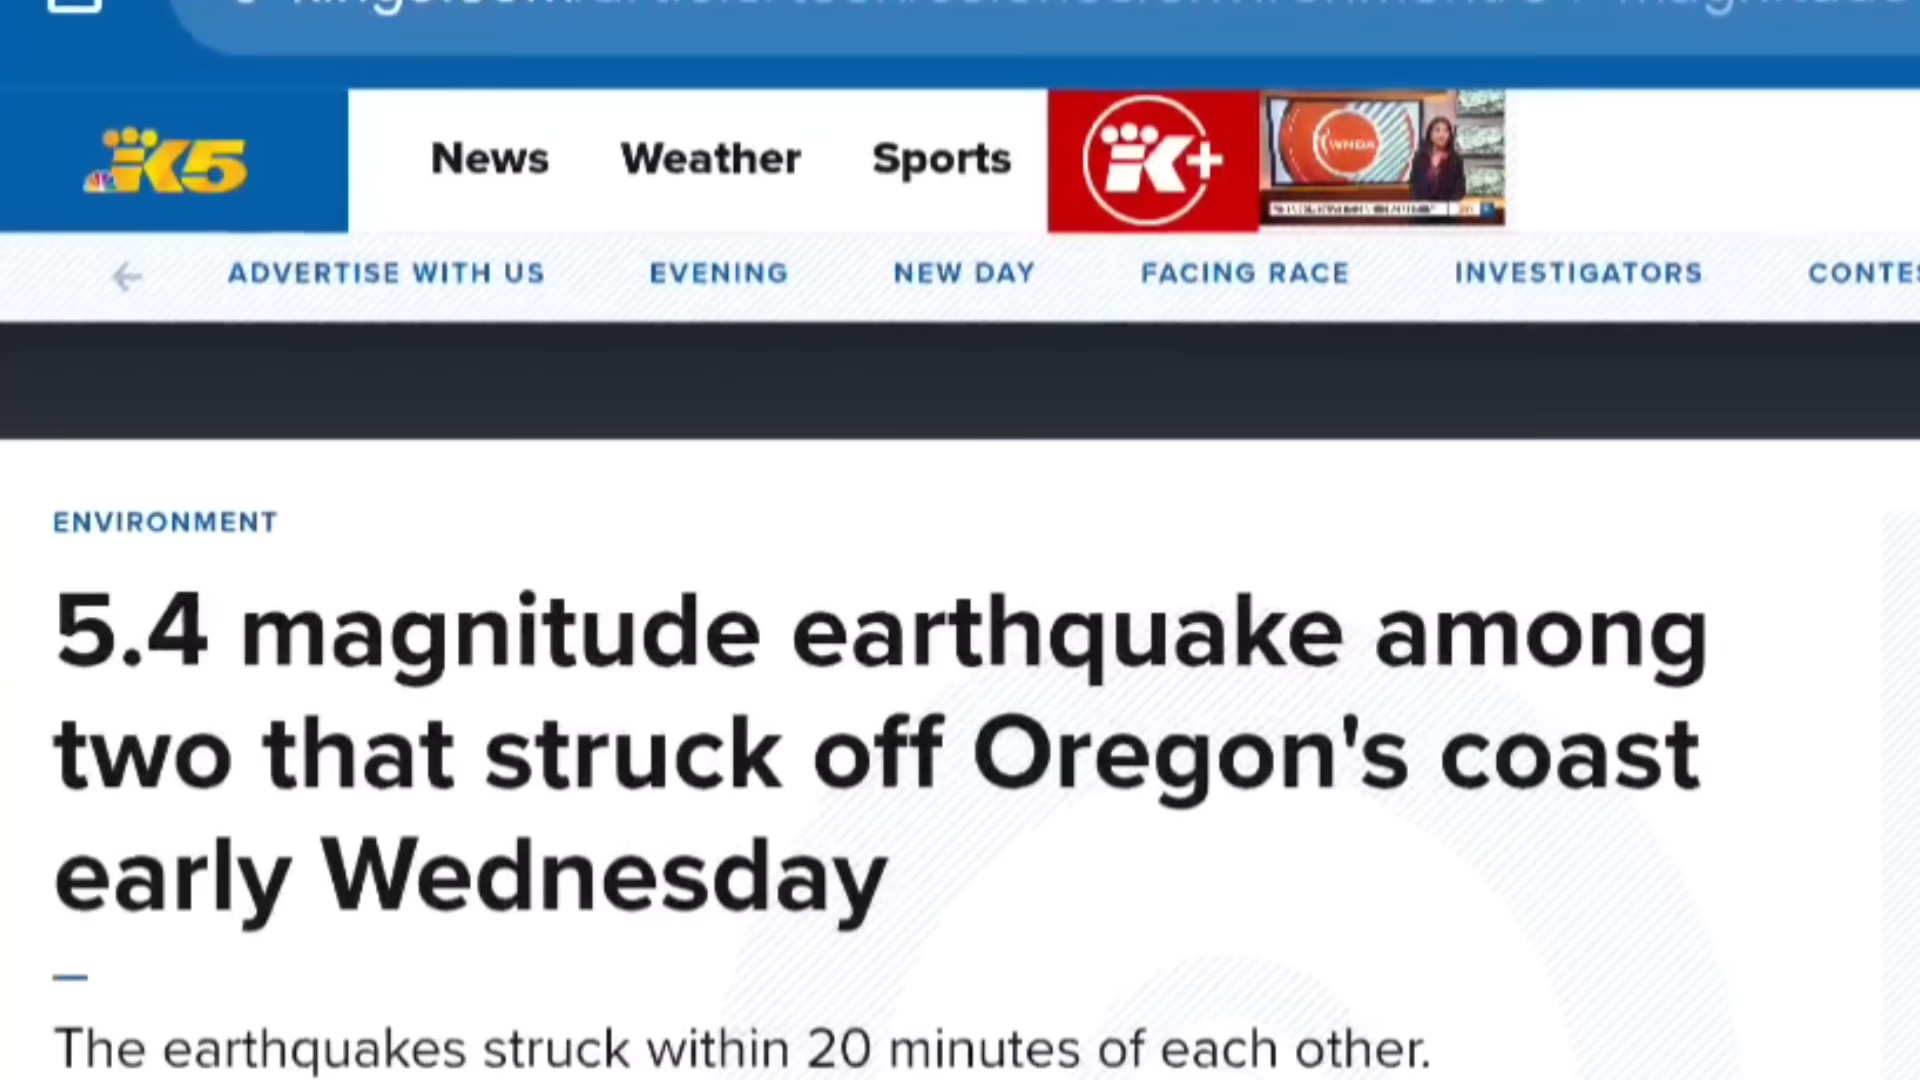 K5
News Weather Sports
K+
ADVERTISE WITH US EVENING NEW DAY FACING RACE INVESTIGATORS
ENVIRONMENT
5.4 magnitude earthquake among
two that struck off Oregon's coast
early Wednesday
The earthquakes struck within 20 minutes of each other.